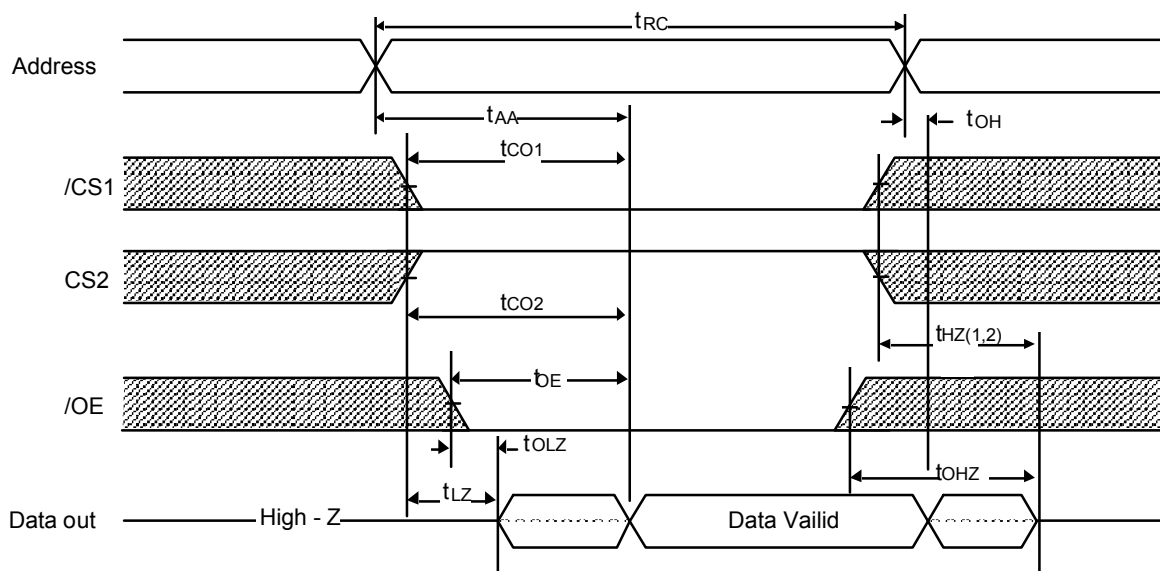 tRC
Address
tAA
tOH
tCO1
/CS1
CS2
tCO2
tHZ(1,2)
tOE
/OE
tOLZ
tOHZ
tLZ
Data out
High - Z
Data Vailid